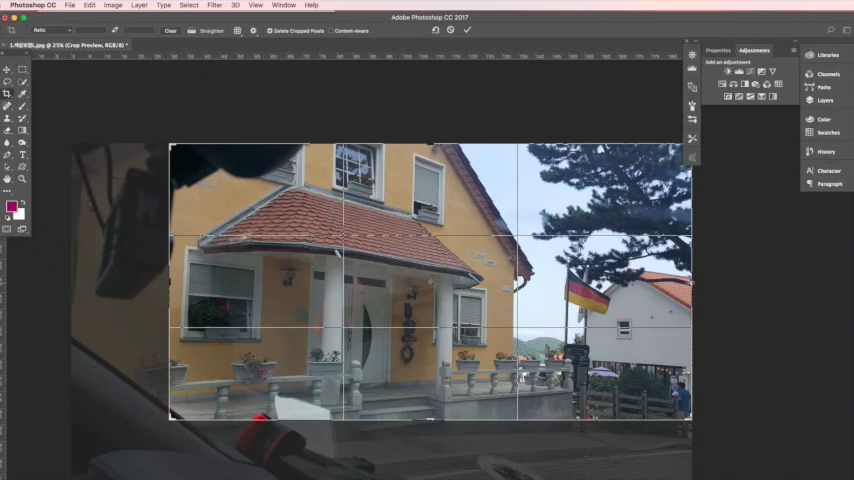 Photoshop CC File Edit Image Layer Type Select Filter 3D View Window Help
Adobe Photoshop CC 2017
Ratio Clear Straighten Delete Cropped Pixels Content-Aware
.jpg @ 25% (Crop Preview, RGB/8) *
Properties Adjustments
Add an adjustment
Libraries
Channels
Paths
Layers
Color
Swatches
History
Character
Paragraph